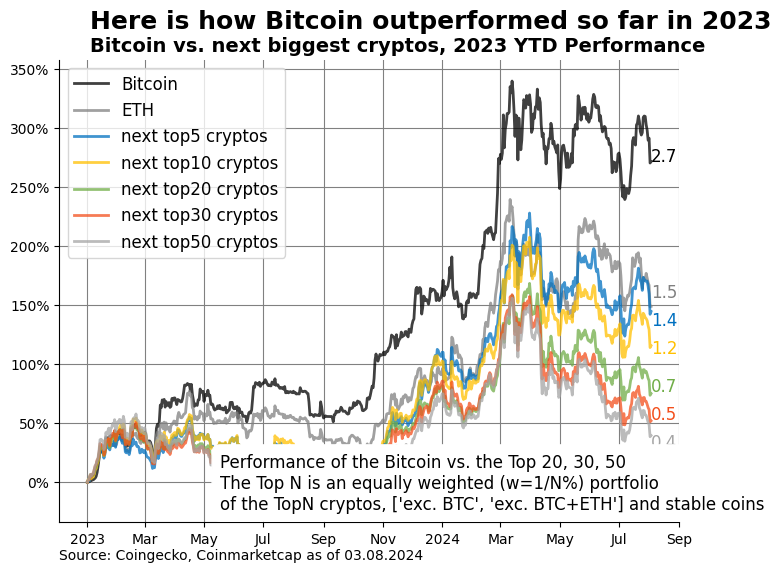 Here is how Bitcoin outperformed so far in 2023
Bitcoin vs. next biggest cryptos, 2023 YTD Performance
350%
300%
250%
200%
150%
100%
50%
0%
Bitcoin
ETH
next top5 cryptos
next top10 cryptos
next top20 cryptos
next top30 cryptos
next top50 cryptos
2.7
1.5
1.4
1.2
0.7
0.5
0.4
Performance of the Bitcoin vs. the Top 20, 30, 50
The Top N is an equally weighted (w=1/N%) portfolio
of the TopN cryptos, ['exc. BTC', 'exc. BTC+ETH'] and stable coins
2023 Mar May Jul Sep Nov 2024 Mar May Jul Sep
Source: Coingecko, Coinmarketcap as of 03.08.2024